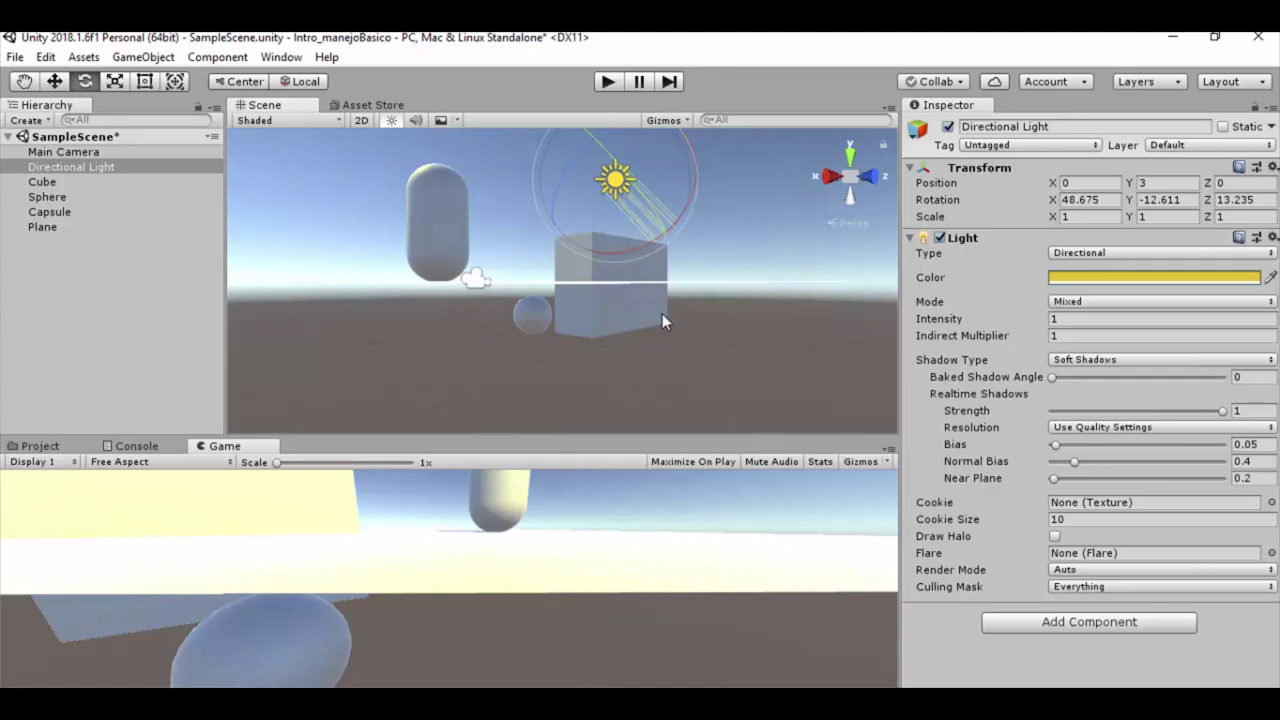 Unity 2018.1.6f1 Personal (64bit) - SampleScene.unity - Intro_manejoBasico - PC, Mac & Linux Standalone* <DX11>
File Edit Assets GameObject Component Window Help
Center Local Collab Account Layers Layout
Hierarchy
Create All
SampleScene*
Main Camera
Directional Light
Cube
Sphere
Capsule
Plane
Scene Asset Store
Shaded 2D Gizmos All
y
x z
Persp
Project Console Game
Display 1 Free Aspect Scale 1x Maximize On Play Mute Audio Stats Gizmos
Inspector
Directional Light Static
Tag Untagged Layer Default
Transform
Position X 0 Y 3 Z 0
Rotation X 48.675 Y -12.611 Z 13.235
Scale X 1 Y 1 Z 1
Light
Type Directional
Color
Mode Mixed
Intensity 1
Indirect Multiplier 1
Shadow Type Soft Shadows
Baked Shadow Angle 0
Realtime Shadows
Strength 1
Resolution Use Quality Settings
Bias 0.05
Normal Bias 0.4
Near Plane 0.2
Cookie None (Texture)
Cookie Size 10
Draw Halo
Flare None (Flare)
Render Mode Auto
Culling Mask Everything
Add Component